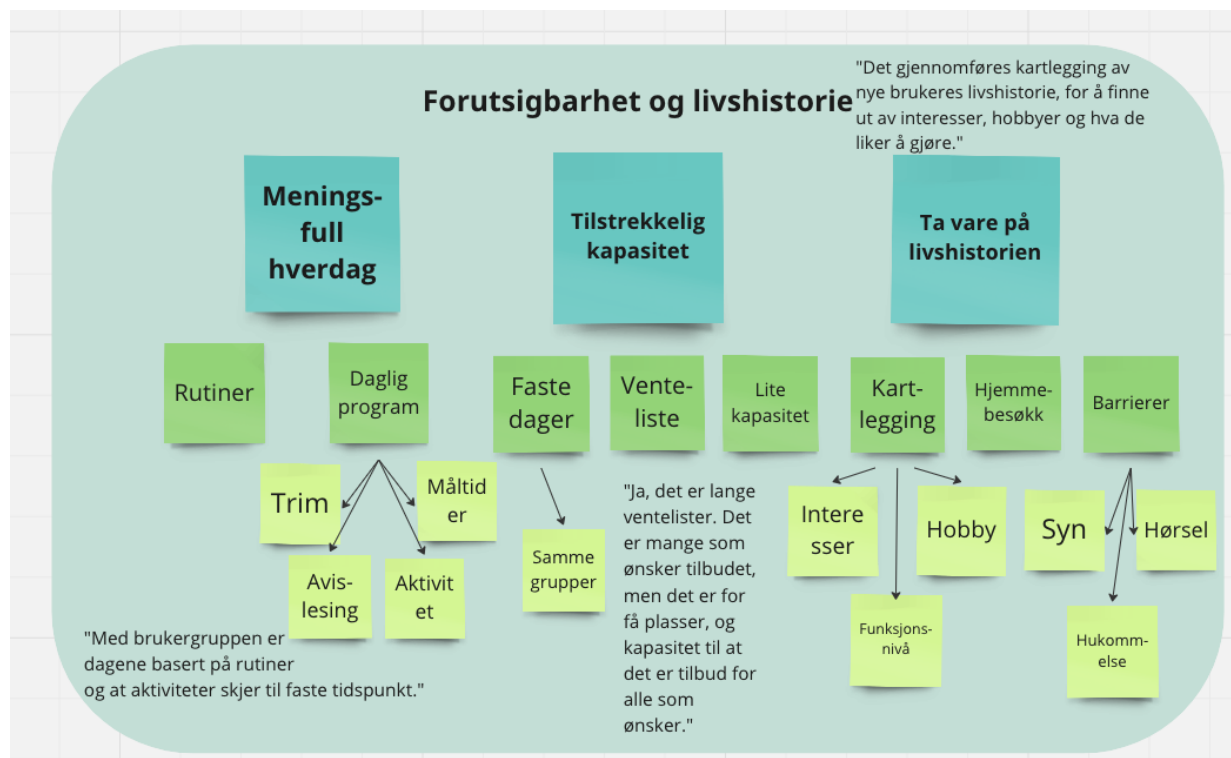 Forutsigbarhet og livshistorie
"Det gjennomføres kartlegging av
nye brukeres livshistorie, for å finne
ut av interesser, hobbyer og hva de
liker å gjøre."
Menings-
full
hverdag
Tilstrekkelig
kapasitet
Ta vare på
livshistorien
Rutiner
Daglig
program
Faste
dager
Vente-
liste
Lite
kapasitet
Kart-
legging
Hjemme-
besøkk
Barrierer
Trim
Måltid
er
Avis-
lesing
Aktivit
et
Samme
grupper
"Ja, det er lange
ventelister. Det
er mange som
ønsker tilbudet,
men det er for
få plasser, og
kapasitet til at
det er tilbud for
alle som
ønsker."
Intere
sser
Hobby
Funksjons-
nivå
Syn
Hørsel
Hukomm-
else
"Med brukergruppen er
dagene basert på rutiner
og at aktiviteter skjer til faste tidspunkt."